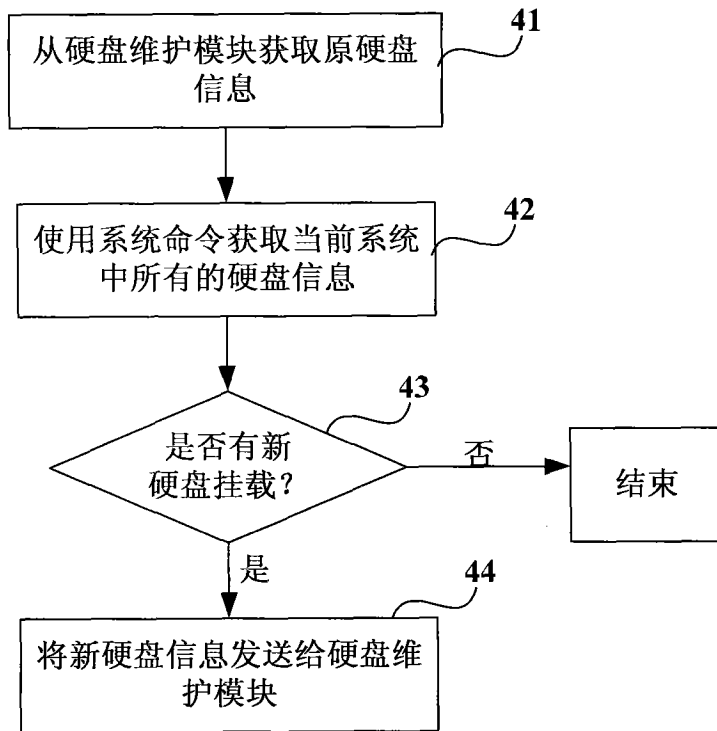 41
从硬盘维护模块获取原硬盘
信息
42
使用系统命令获取当前系统
中所有的硬盘信息
43
是否有新
硬盘挂载？
否
结束
是
44
将新硬盘信息发送给硬盘维
护模块